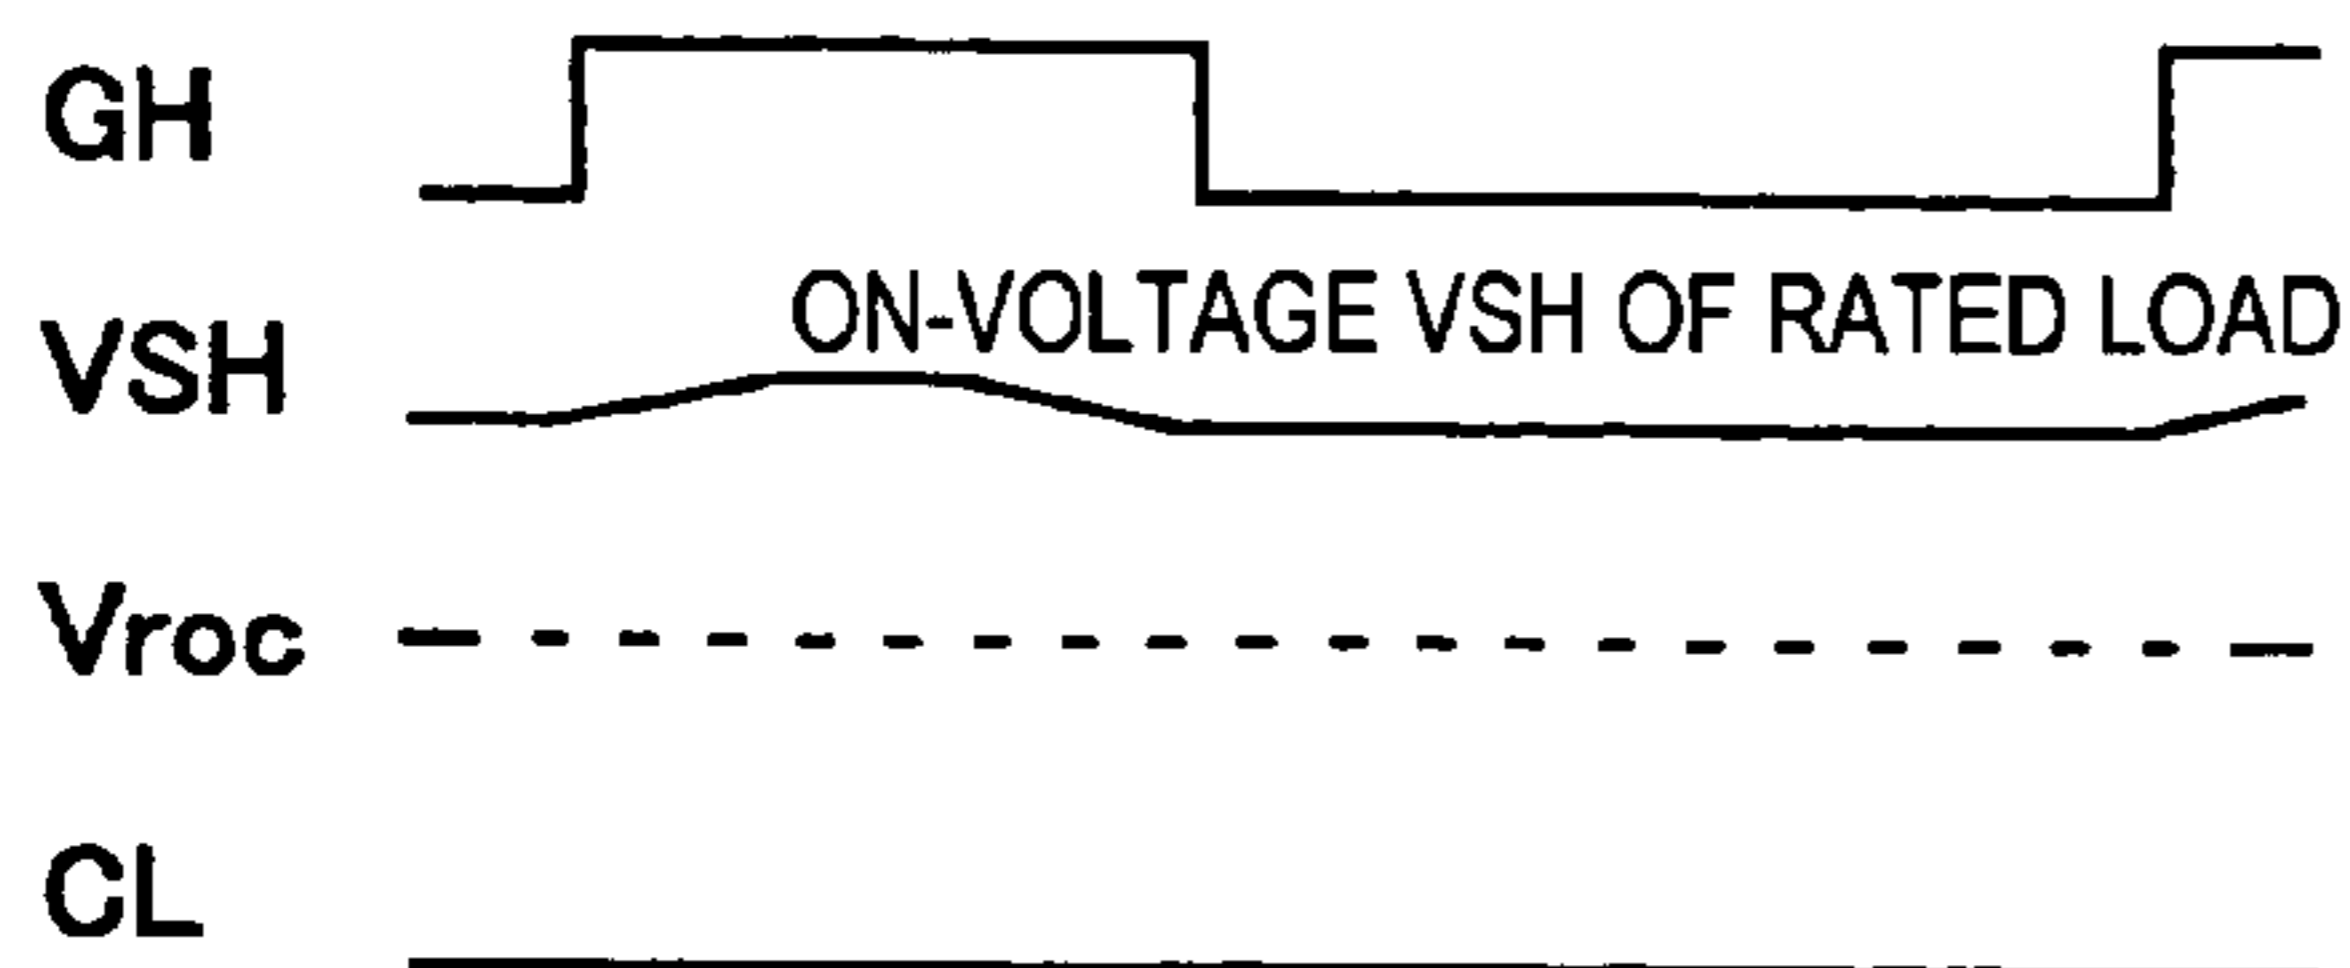 GH
ON-VOLTAGE VSH OF RATED LOAD
VSH
Vroc
CL